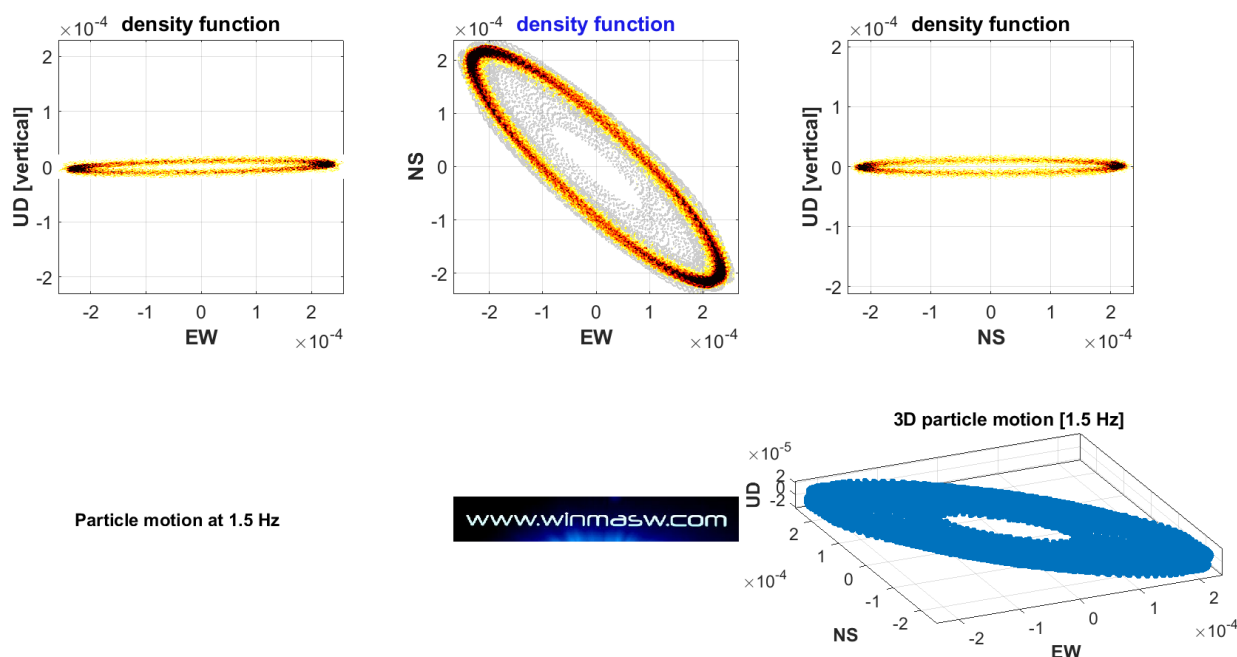 ×10⁻⁴ density function
2
1
0
-1
-2
UD [vertical]
-2 -1 0 1 2
EW ×10⁻⁴
×10⁻⁴ density function
2
1
0
-1
-2
NS
-2 -1 0 1 2
EW ×10⁻⁴
×10⁻⁴ density function
2
1
0
-1
-2
UD [vertical]
-2 -1 0 1 2
NS ×10⁻⁴
Particle motion at 1.5 Hz
www.winmasw.com
3D particle motion [1.5 Hz]
×10⁻⁵
2
0
-2
UD
2
1
0
-1
-2
×10⁻⁴
NS
-2 -1 0 1 2
×10⁻⁴
EW